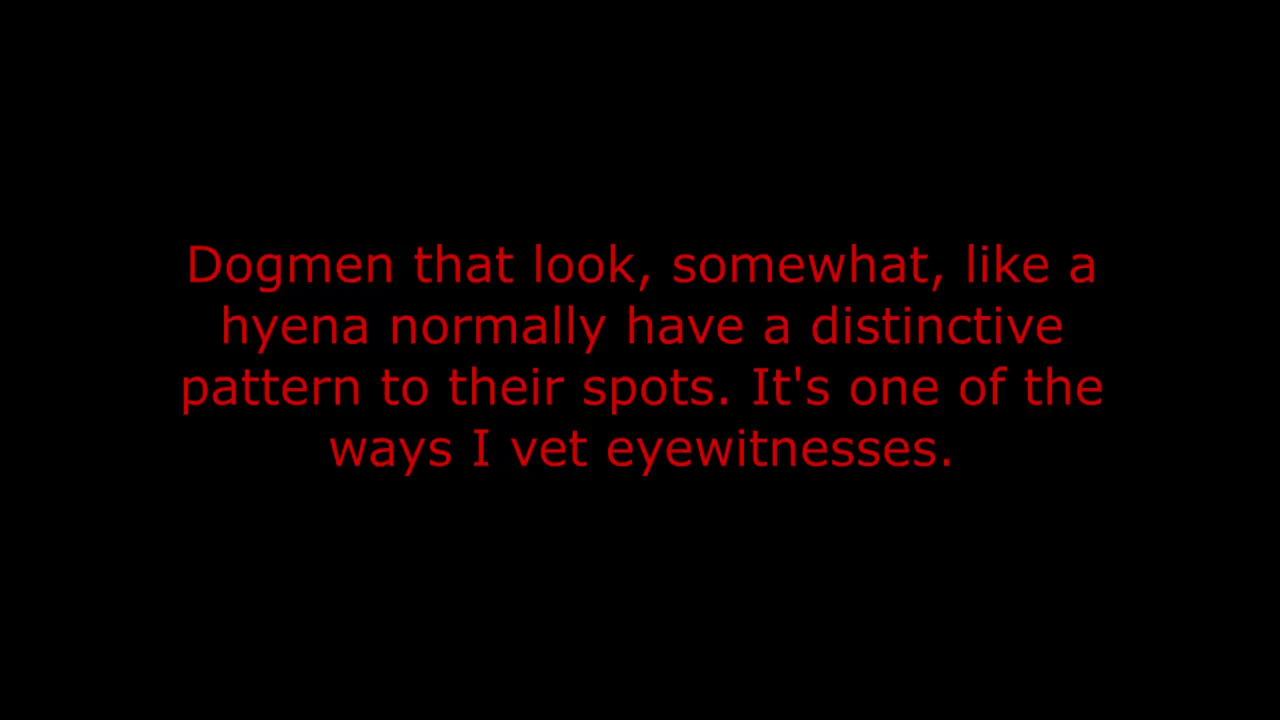 Dogmen that look, somewhat, like a
hyena normally have a distinctive
pattern to their spots. It's one of the
ways I vet eyewitnesses.